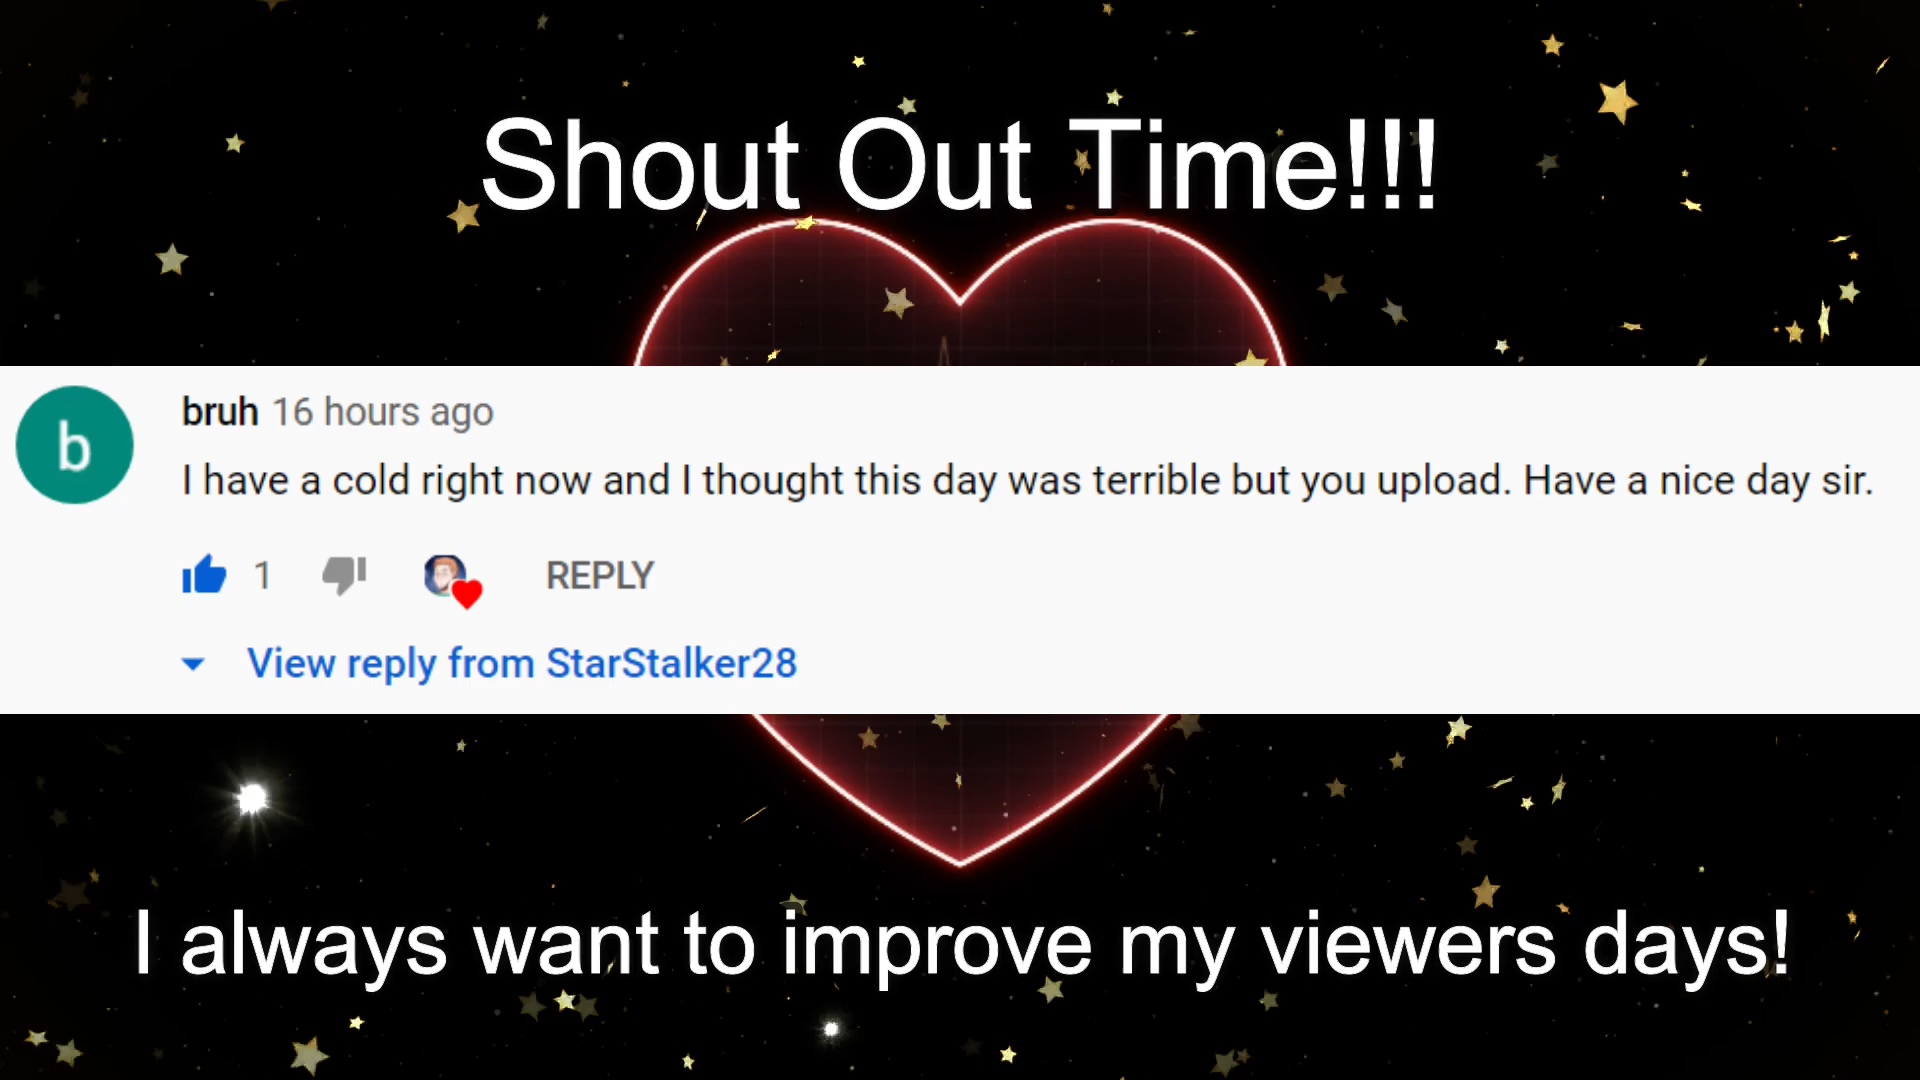 Shout Out Time!!!
b
bruh 16 hours ago
I have a cold right now and I thought this day was terrible but you upload. Have a nice day sir.
1 REPLY
View reply from StarStalker28
I always want to improve my viewers days!